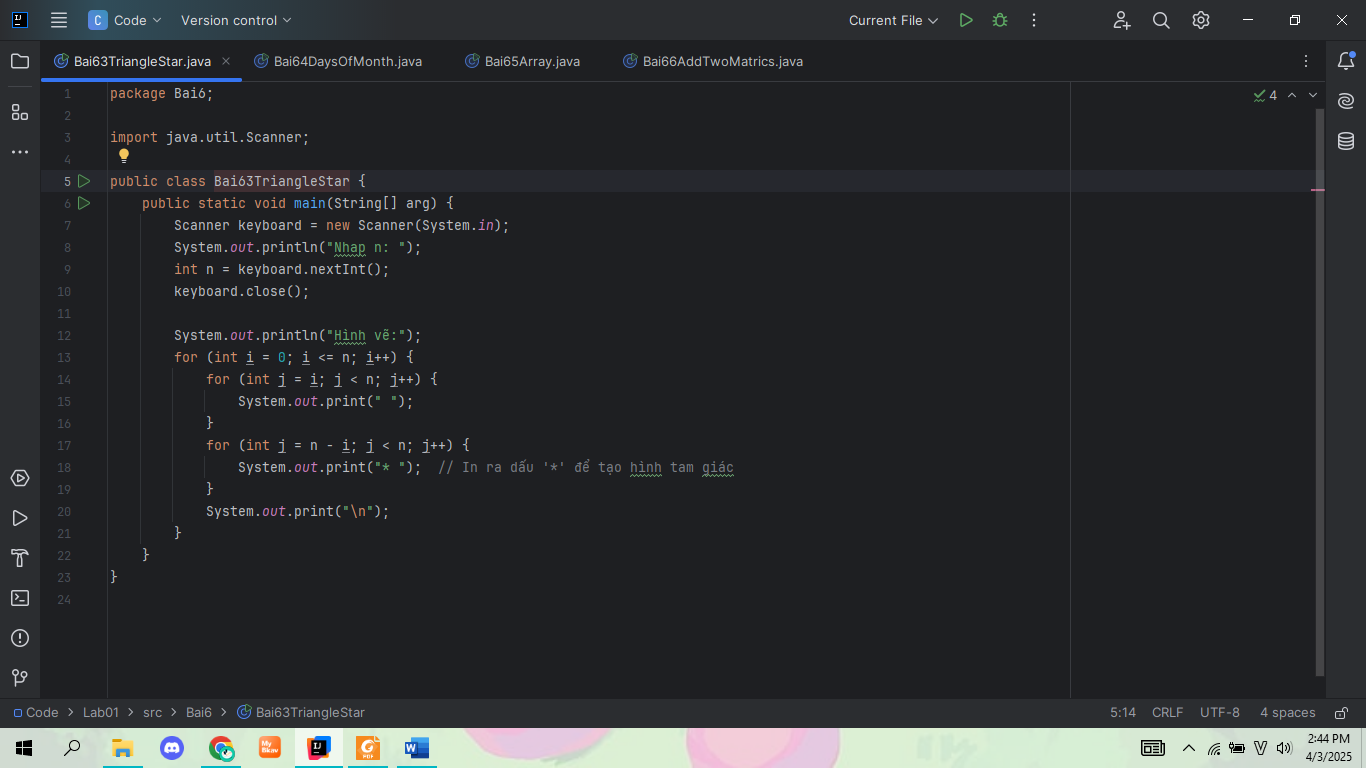 C Code Version control Current File
Bai63TriangleStar.java Bai64DaysOfMonth.java Bai65Array.java Bai66AddTwoMatrics.java
4
1 package Bai6;
2
3 import java.util.Scanner;
4
5 public class Bai63TriangleStar {
6 public static void main(String[] arg) {
7 Scanner keyboard = new Scanner(System.in);
8 System.out.println("Nhap n: ");
9 int n = keyboard.nextInt();
10 keyboard.close();
11
12 System.out.println("Hình vẽ:");
13 for (int i = 0; i <= n; i++) {
14 for (int j = i; j < n; j++) {
15 System.out.print(" ");
16 }
17 for (int j = n - i; j < n; j++) {
18 System.out.print("* "); // In ra dấu '*' để tạo hình tam giác
19 }
20 System.out.print("\n");
21 }
22 }
23 }
24
Code > Lab01 > src > Bai6 > Bai63TriangleStar 5:14 CRLF UTF-8 4 spaces
My Bkav
PDF
W
V
2:44 PM
4/3/2025